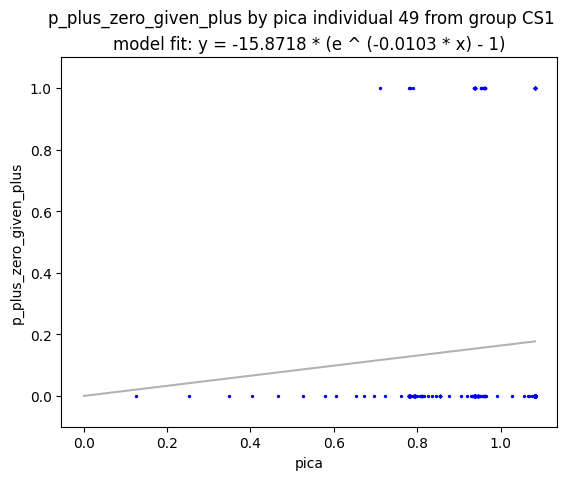 p_plus_zero_given_plus by pica individual 49 from group CS1
model fit: y = -15.8718 * (e ^ (-0.0103 * x) - 1)
1.0
0.8
0.6
0.4
0.2
0.0
p_plus_zero_given_plus
0.0 0.2 0.4 0.6 0.8 1.0
pica